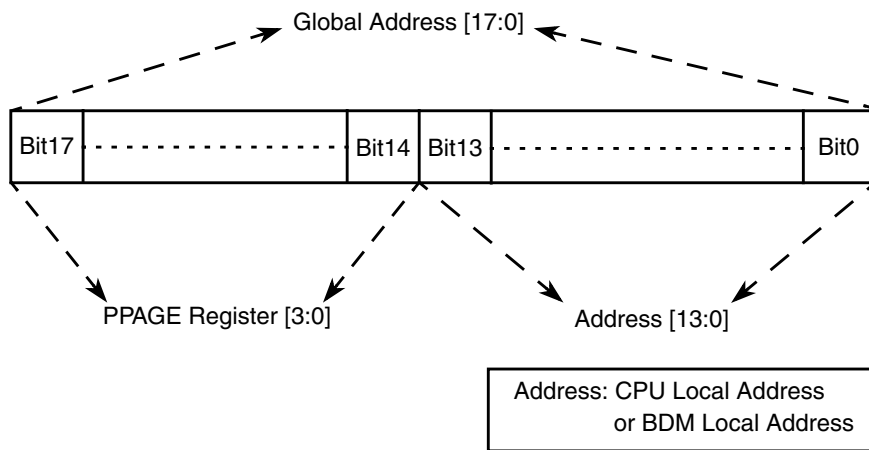 Global Address [17:0]
Bit17
Bit14
Bit13
Bit0
PPAGE Register [3:0]
Address [13:0]
Address: CPU Local Address
or BDM Local Address